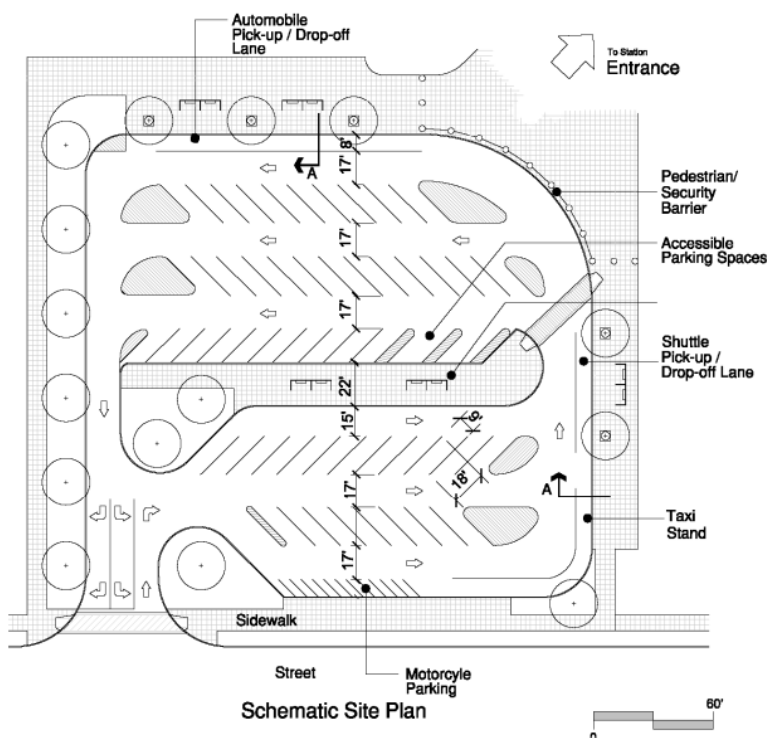 Automobile
Pick-up / Drop-off
Lane
To Station
Entrance
8'
A
17'
Pedestrian/
Security
Barrier
17'
Accessible
Parking Spaces
17'
Shuttle
Pick-up /
Drop-off Lane
22'
15'
9'
18'
17'
A
Taxi
Stand
17'
Sidewalk
Street
Motorcyle
Parking
Schematic Site Plan
60'
0